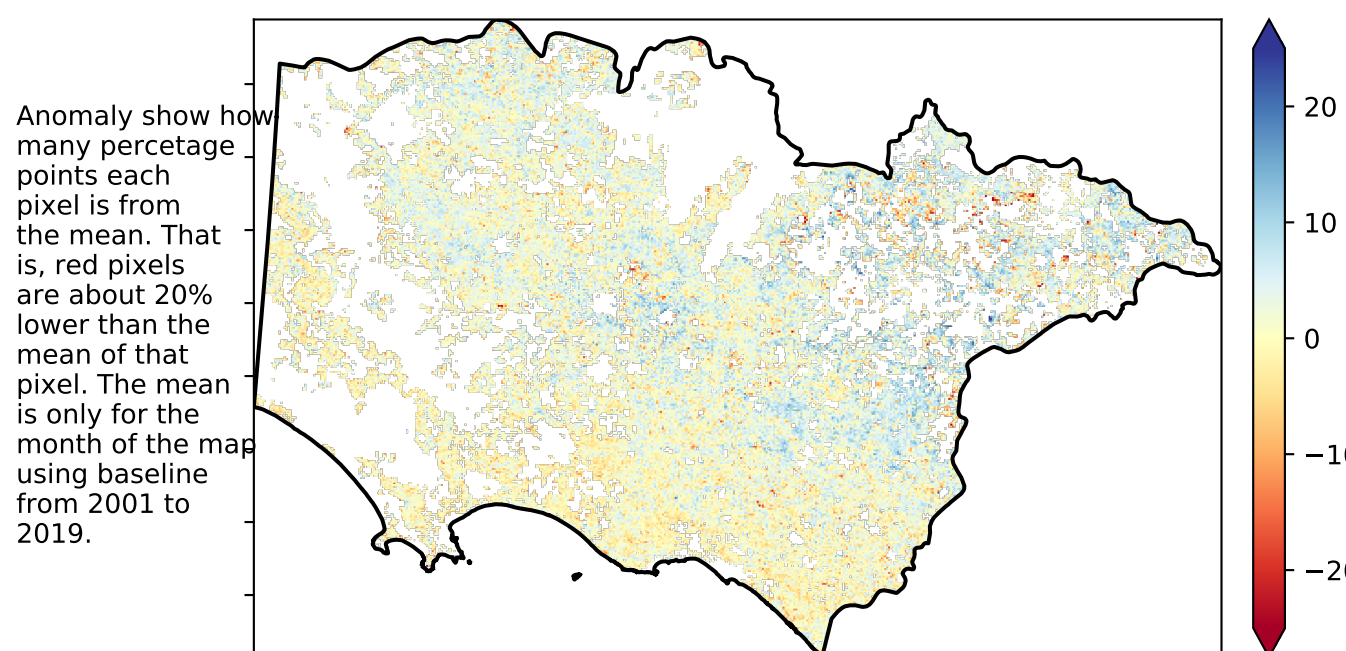 Anomaly show how
many percetage
points each
pixel is from
the mean. That
is, red pixels
are about 20%
lower than the
mean of that
pixel. The mean
is only for the
month of the map
using baseline
from 2001 to
2019.
20
10
0
−10
−20